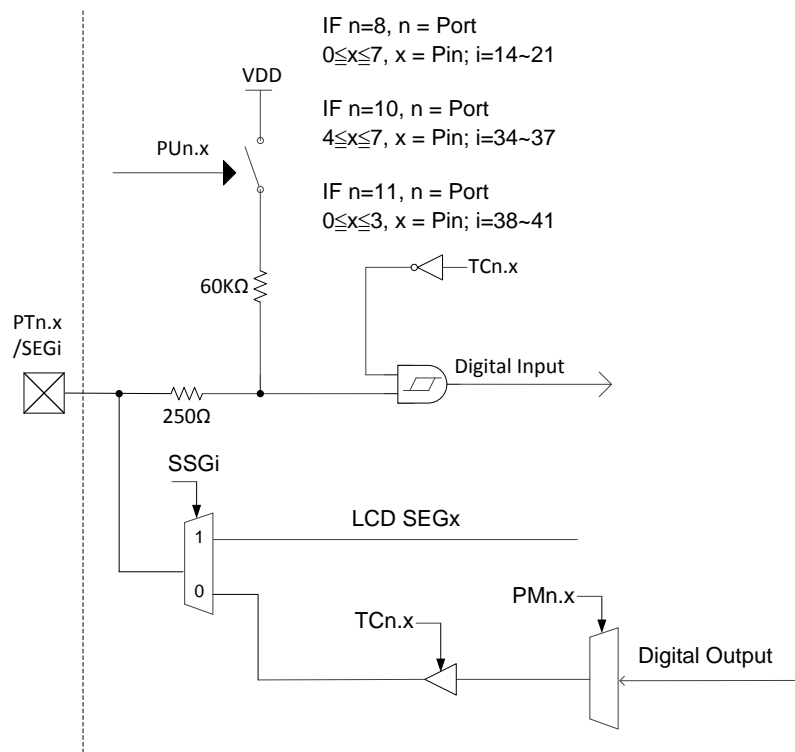 IF n=8, n = Port
0≦x≦7, x = Pin; i=14~21
VDD
IF n=10, n = Port
4≦x≦7, x = Pin; i=34~37
PUn.x
IF n=11, n = Port
0≦x≦3, x = Pin; i=38~41
TCn.x
60KΩ
PTn.x
/SEGi
Digital Input
250Ω
SSGi
LCD SEGx
1
0
PMn.x
TCn.x
Digital Output